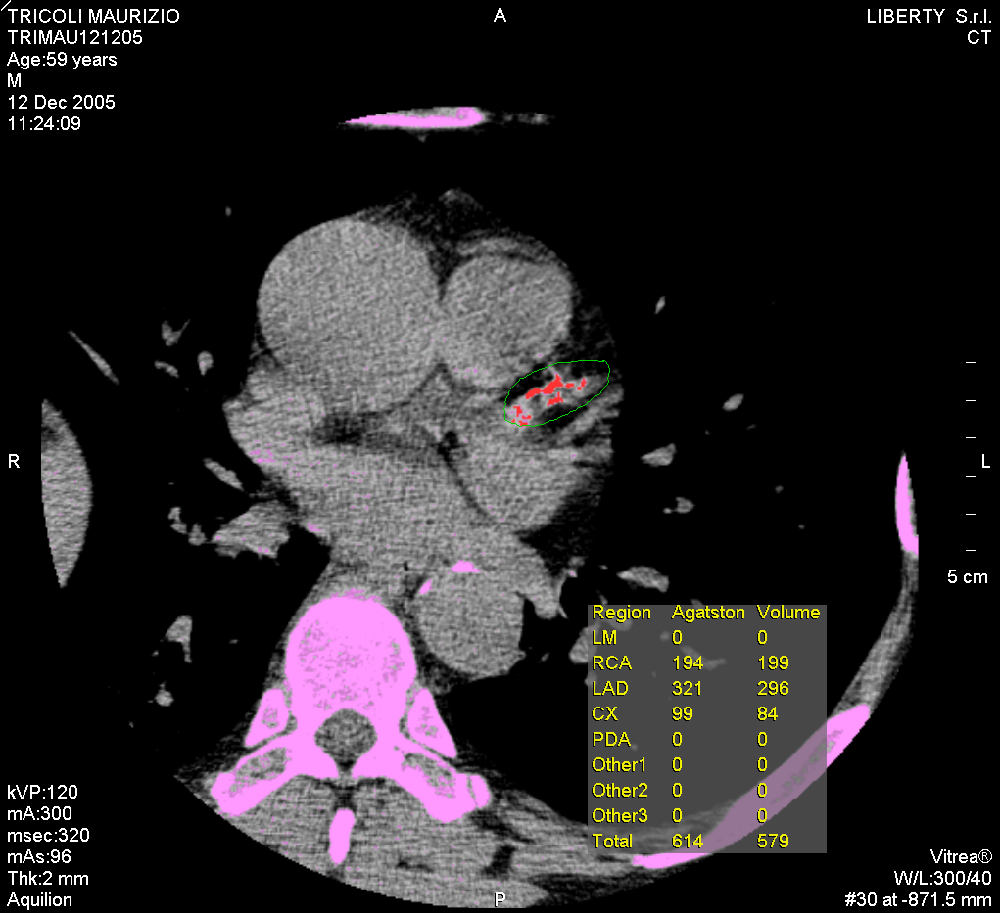 TRICOLI MAURIZIO
TRIMAU121205
Age:59 years
M
12 Dec 2005
11:24:09
A
LIBERTY S.r.l.
CT
R
L
5 cm
Region Agatston Volume
LM 0 0
RCA 194 199
LAD 321 296
CX 99 84
PDA 0 0
Other1 0 0
Other2 0 0
Other3 0 0
Total 614 579
kVP:120
mA:300
msec:320
mAs:96
Thk:2 mm
Aquilion
P
Vitrea®
W/L:300/40
#30 at -871.5 mm